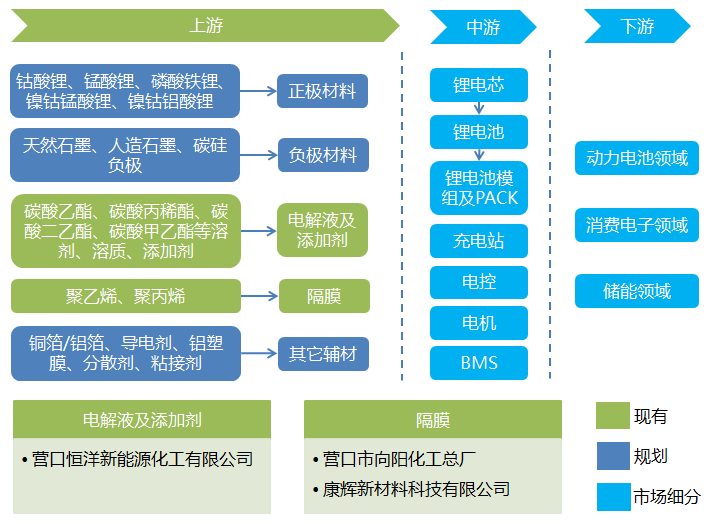 上游
中游
下游
钴酸锂、锰酸锂、磷酸铁锂、
镍钴锰酸锂、镍钴铝酸锂
正极材料
天然石墨、人造石墨、碳硅
负极
负极材料
碳酸乙酯、碳酸丙稀酯、碳
酸二乙酯、碳酸甲乙酯等溶
剂、溶质、添加剂
电解液及
添加剂
聚乙烯、聚丙烯
隔膜
铜箔/铝箔、导电剂、铝塑
膜、分散剂、粘接剂
其它辅材
锂电芯
锂电池
锂电池模
组及PACK
充电站
电控
电机
BMS
动力电池领域
消费电子领域
储能领域
电解液及添加剂
• 营口恒洋新能源化工有限公司
隔膜
• 营口市向阳化工总厂
• 康辉新材料科技有限公司
现有
规划
市场细分